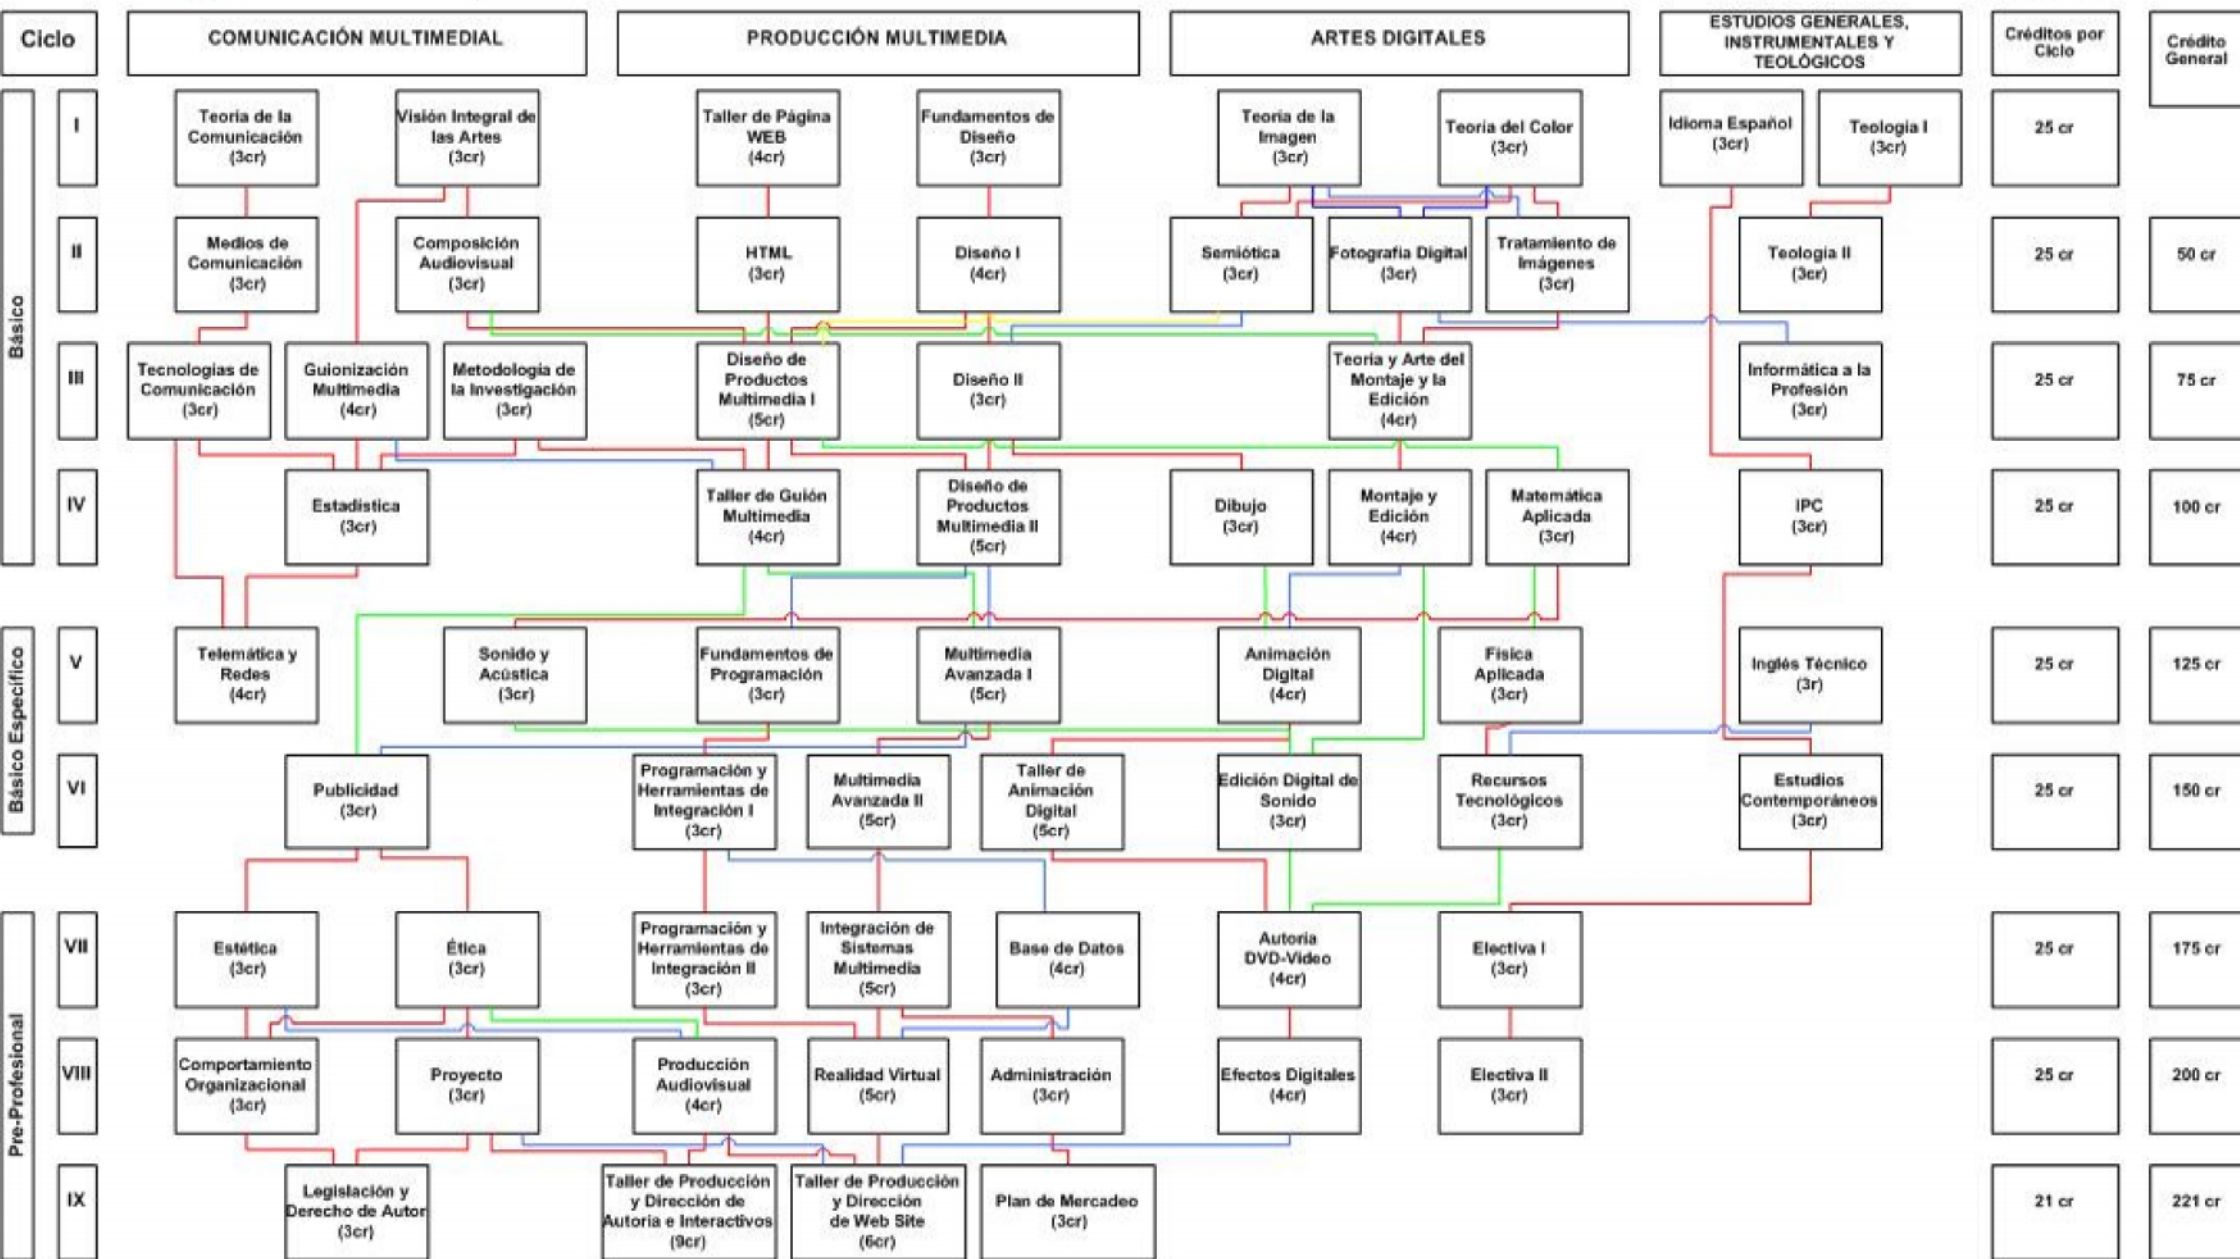 Ciclo
COMUNICACIÓN MULTIMEDIAL
PRODUCCIÓN MULTIMEDIA
ARTES DIGITALES
ESTUDIOS GENERALES,
INSTRUMENTALES Y
TEOLÓGICOS
Créditos por
Ciclo
Crédito
General
Básico
I
Teoría de la
Comunicación
(3cr)
Visión Integral de
las Artes
(3cr)
Taller de Página
WEB
(4cr)
Fundamentos de
Diseño
(3cr)
Teoría de la
Imagen
(3cr)
Teoría del Color
(3cr)
Idioma Español
(3cr)
Teología I
(3cr)
25 cr
II
Medios de
Comunicación
(3cr)
Composición
Audiovisual
(3cr)
HTML
(3cr)
Diseño I
(4cr)
Semiótica
(3cr)
Fotografía Digital
(3cr)
Tratamiento de
Imágenes
(3cr)
Teología II
(3cr)
25 cr
50 cr
III
Tecnologías de
Comunicación
(3cr)
Guionización
Multimedia
(4cr)
Metodología de
la Investigación
(3cr)
Diseño de
Productos
Multimedia I
(5cr)
Diseño II
(3cr)
Teoría y Arte del
Montaje y la
Edición
(4cr)
Informática a la
Profesión
(3cr)
25 cr
75 cr
IV
Estadística
(3cr)
Taller de Guión
Multimedia
(4cr)
Diseño de
Productos
Multimedia II
(5cr)
Dibujo
(3cr)
Montaje y
Edición
(4cr)
Matemática
Aplicada
(3cr)
IPC
(3cr)
25 cr
100 cr
Básico Específico
V
Telemática y
Redes
(4cr)
Sonido y
Acústica
(3cr)
Fundamentos de
Programación
(3cr)
Multimedia
Avanzada I
(5cr)
Animación
Digital
(4cr)
Física
Aplicada
(3cr)
Inglés Técnico
(3r)
25 cr
125 cr
VI
Publicidad
(3cr)
Programación y
Herramientas de
Integración I
(3cr)
Multimedia
Avanzada II
(5cr)
Taller de
Animación
Digital
(5cr)
Edición Digital de
Sonido
(3cr)
Recursos
Tecnológicos
(3cr)
Estudios
Contemporáneos
(3cr)
25 cr
150 cr
Pre-Profesional
VII
Estética
(3cr)
Ética
(3cr)
Programación y
Herramientas de
Integración II
(3cr)
Integración de
Sistemas
Multimedia
(5cr)
Base de Datos
(4cr)
Autoría
DVD-Video
(4cr)
Electiva I
(3cr)
25 cr
175 cr
VIII
Comportamiento
Organizacional
(3cr)
Proyecto
(3cr)
Producción
Audiovisual
(4cr)
Realidad Virtual
(5cr)
Administración
(3cr)
Efectos Digitales
(4cr)
Electiva II
(3cr)
25 cr
200 cr
IX
Legislación y
Derecho de Autor
(3cr)
Taller de Producción
y Dirección de
Autoría e Interactivos
(9cr)
Taller de Producción
y Dirección
de Web Site
(6cr)
Plan de Mercadeo
(3cr)
21 cr
221 cr